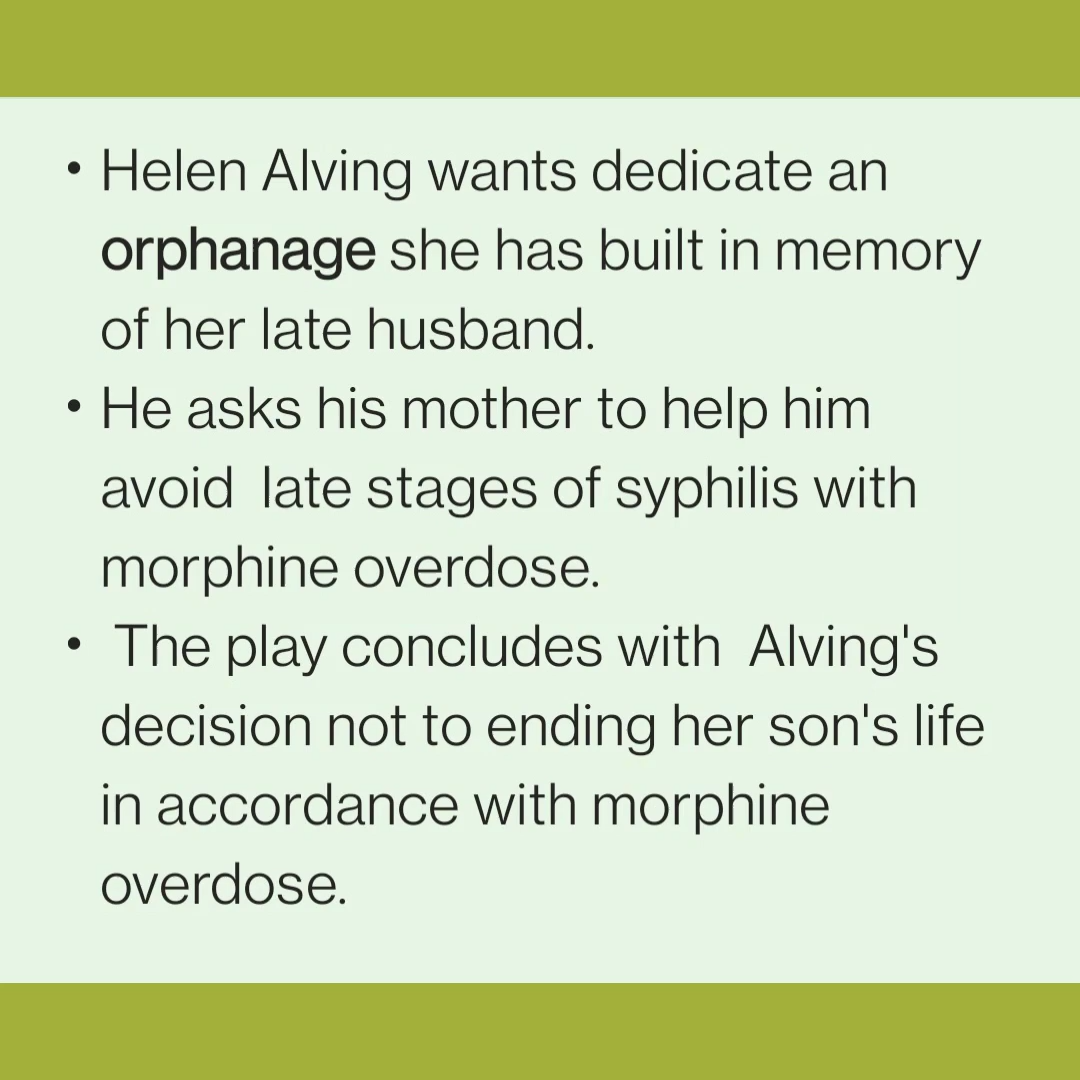 • Helen Alving wants dedicate an
orphanage she has built in memory
of her late husband.
• He asks his mother to help him
avoid  late stages of syphilis with
morphine overdose.
•  The play concludes with  Alving's
decision not to ending her son's life
in accordance with morphine
overdose.